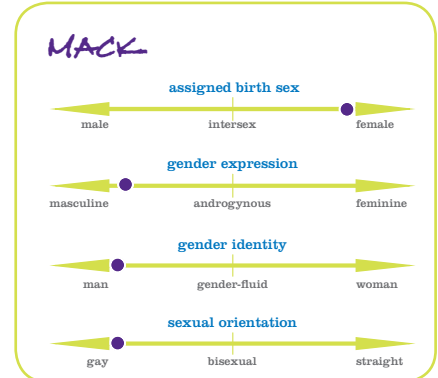 MACK
assigned birth sex
male intersex female
gender expression
masculine androgynous feminine
gender identity
man gender-fluid woman
sexual orientation
gay bisexual straight